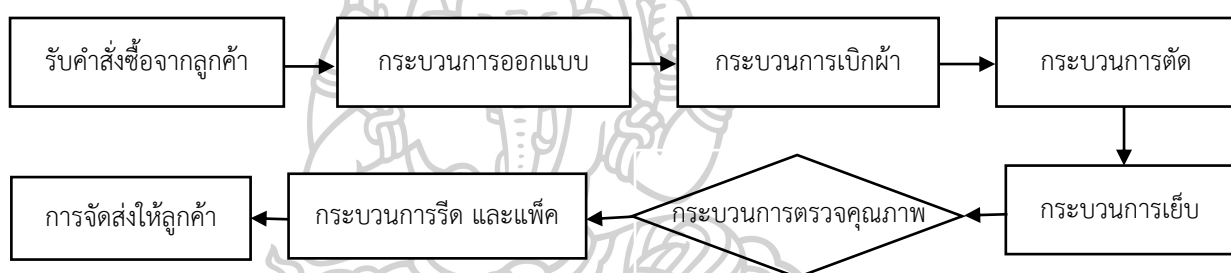 รับคำสั่งซื้อจากลูกค้า
กระบวนการออกแบบ
กระบวนการเบิกผ้า
กระบวนการตัด
กระบวนการเย็บ
กระบวนการตรวจคุณภาพ
กระบวนการรีด และแพ็ค
การจัดส่งให้ลูกค้า